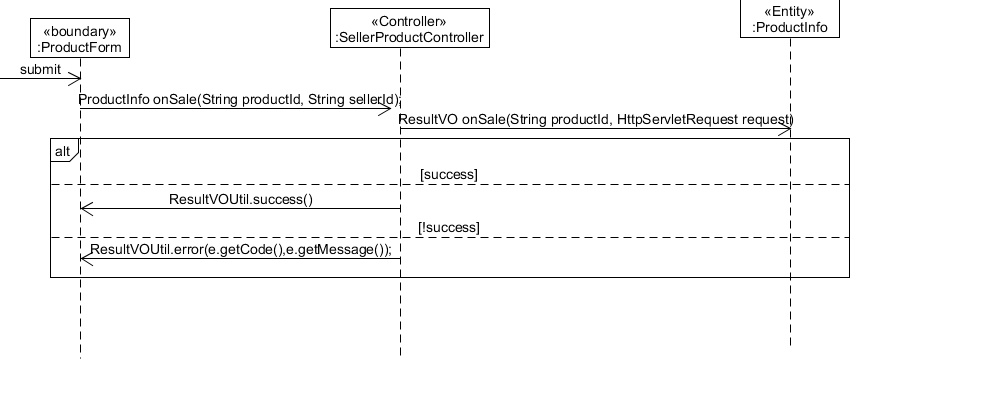 «boundary»
:ProductForm
«Controller»
:SellerProductController
«Entity»
:ProductInfo
submit
ProductInfo onSale(String productId, String sellerId);
ResultVO onSale(String productId, HttpServletRequest request)
alt
[success]
ResultVOUtil.success()
[!success]
ResultVOUtil.error(e.getCode(),e.getMessage());